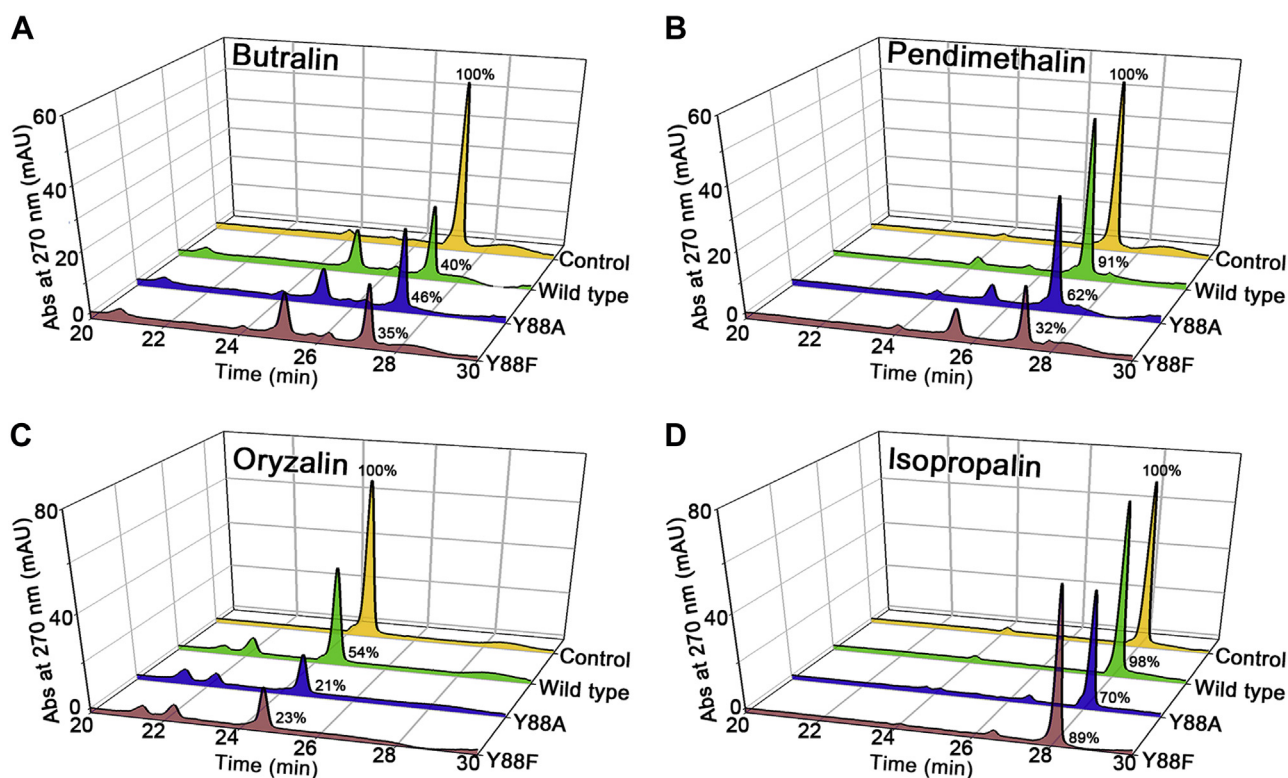 A
Butralin
100%
60
40
20
0
Abs at 270 nm (mAU)
40%
46%
35%
Control
Wild type
Y88A
Y88F
20
22
24
26
28
30
Time (min)
B
Pendimethalin
100%
60
40
20
0
Abs at 270 nm (mAU)
91%
62%
32%
Control
Wild type
Y88A
Y88F
20
22
24
26
28
30
Time (min)
C
Oryzalin
100%
80
40
0
Abs at 270 nm (mAU)
54%
21%
23%
Control
Wild type
Y88A
Y88F
20
22
24
26
28
30
Time (min)
D
Isopropalin
100%
80
40
0
Abs at 270 nm (mAU)
98%
70%
89%
Control
Wild type
Y88A
Y88F
20
22
24
26
28
30
Time (min)